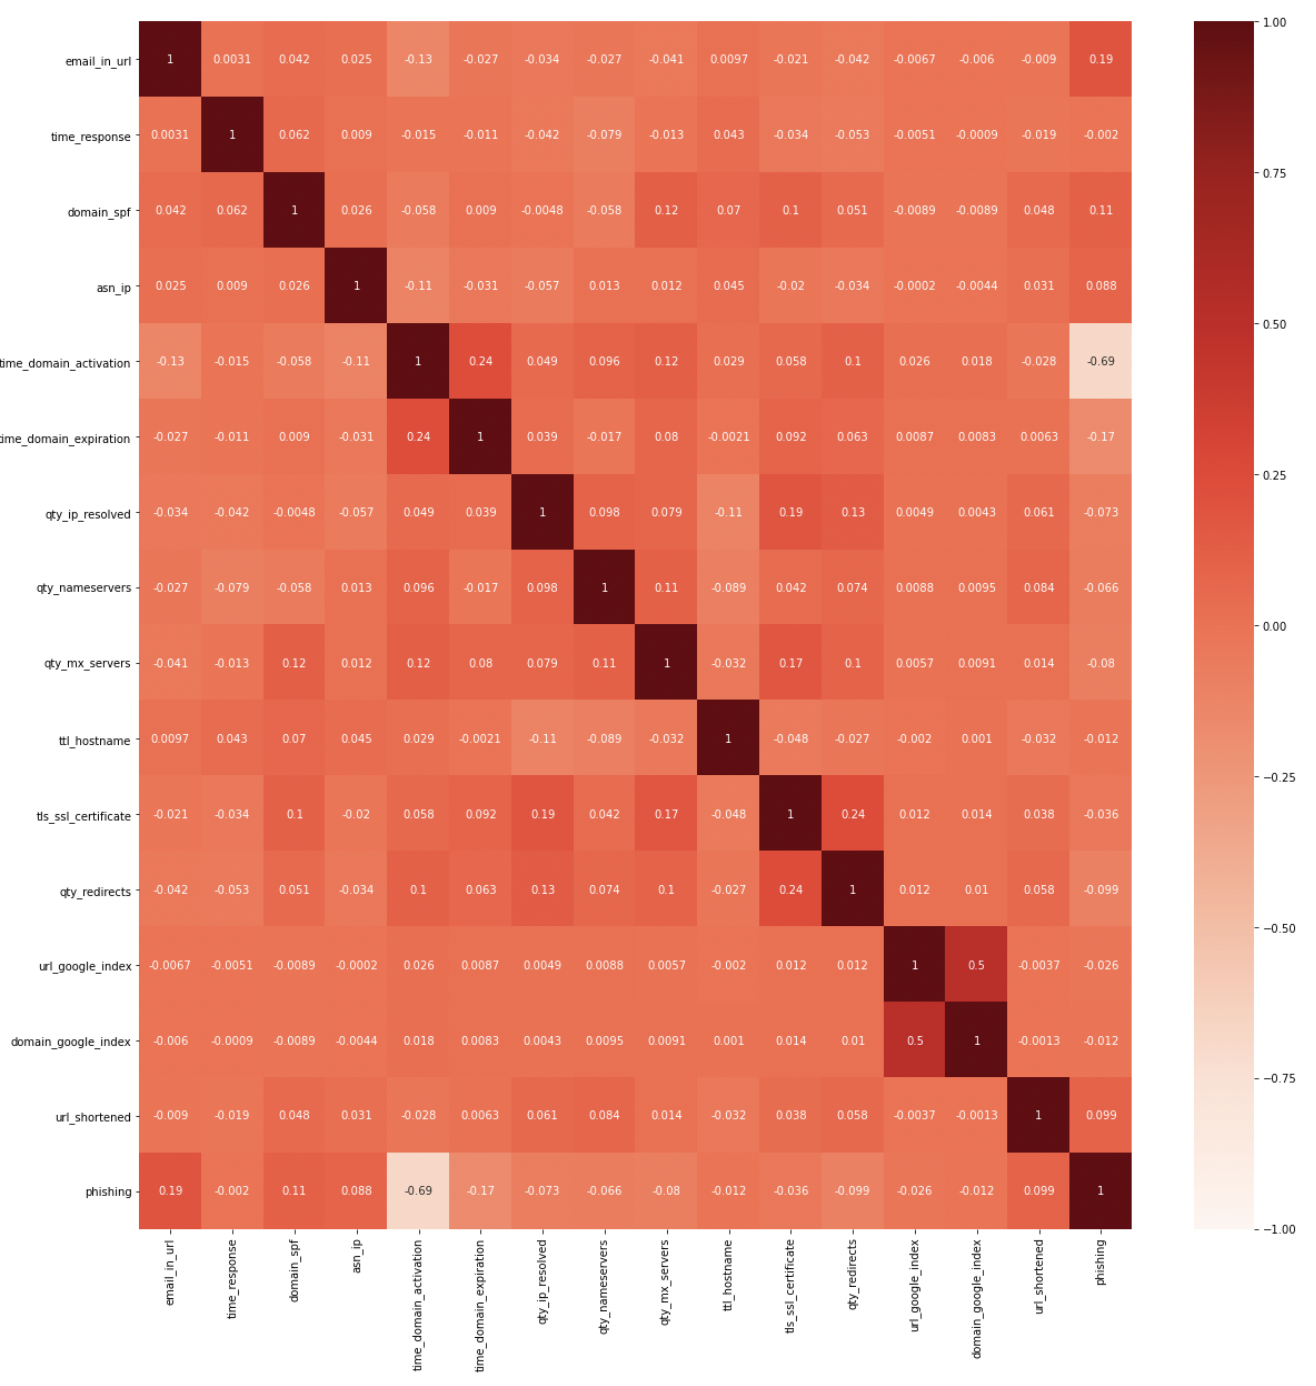 email_in_url 1 0.0031 0.042 0.025 -0.13 -0.027 -0.034 -0.027 -0.041 0.0097 -0.021 -0.042 -0.0067 -0.006 -0.009 0.19
time_response 0.0031 1 0.062 0.009 -0.015 -0.011 -0.042 -0.079 -0.013 0.043 -0.034 -0.053 -0.0051 -0.0009 -0.019 -0.002
domain_spf 0.042 0.062 1 0.026 -0.058 0.009 -0.0048 -0.058 0.12 0.07 0.1 0.051 -0.0089 -0.0089 0.048 0.11
asn_ip 0.025 0.009 0.026 1 -0.11 -0.031 -0.057 0.013 0.012 0.045 -0.02 -0.034 -0.0002 -0.0044 0.031 0.088
time_domain_activation -0.13 -0.015 -0.058 -0.11 1 0.24 0.049 0.096 0.12 0.029 0.058 0.1 0.026 0.018 -0.028 -0.69
time_domain_expiration -0.027 -0.011 0.009 -0.031 0.24 1 0.039 -0.017 0.08 -0.0021 0.092 0.063 0.0087 0.0083 0.0063 -0.17
qty_ip_resolved -0.034 -0.042 -0.0048 -0.057 0.049 0.039 1 0.098 0.079 -0.11 0.19 0.13 0.0049 0.0043 0.061 -0.073
qty_nameservers -0.027 -0.079 -0.058 0.013 0.096 -0.017 0.098 1 0.11 -0.089 0.042 0.074 0.0088 0.0095 0.084 -0.066
qty_mx_servers -0.041 -0.013 0.12 0.012 0.12 0.08 0.079 0.11 1 -0.032 0.17 0.1 0.0057 0.0091 0.014 -0.08
ttl_hostname 0.0097 0.043 0.07 0.045 0.029 -0.0021 -0.11 -0.089 -0.032 1 -0.048 -0.027 -0.002 0.001 -0.032 -0.012
tls_ssl_certificate -0.021 -0.034 0.1 -0.02 0.058 0.092 0.19 0.042 0.17 -0.048 1 0.24 0.012 0.014 0.038 -0.036
qty_redirects -0.042 -0.053 0.051 -0.034 0.1 0.063 0.13 0.074 0.1 -0.027 0.24 1 0.012 0.01 0.058 -0.099
url_google_index -0.0067 -0.0051 -0.0089 -0.0002 0.026 0.0087 0.0049 0.0088 0.0057 -0.002 0.012 0.012 1 0.5 -0.0037 -0.026
domain_google_index -0.006 -0.0009 -0.0089 -0.0044 0.018 0.0083 0.0043 0.0095 0.0091 0.001 0.014 0.01 0.5 1 -0.0013 -0.012
url_shortened -0.009 -0.019 0.048 0.031 -0.028 0.0063 0.061 0.084 0.014 -0.032 0.038 0.058 -0.0037 -0.0013 1 0.099
phishing 0.19 -0.002 0.11 0.088 -0.69 -0.17 -0.073 -0.066 -0.08 -0.012 -0.036 -0.099 -0.026 -0.012 0.099 1
email_in_url
time_response
domain_spf
asn_ip
time_domain_activation
time_domain_expiration
qty_ip_resolved
qty_nameservers
qty_mx_servers
ttl_hostname
tls_ssl_certificate
qty_redirects
url_google_index
domain_google_index
url_shortened
phishing
1.00
0.75
0.50
0.25
0.00
−0.25
−0.50
−0.75
−1.00